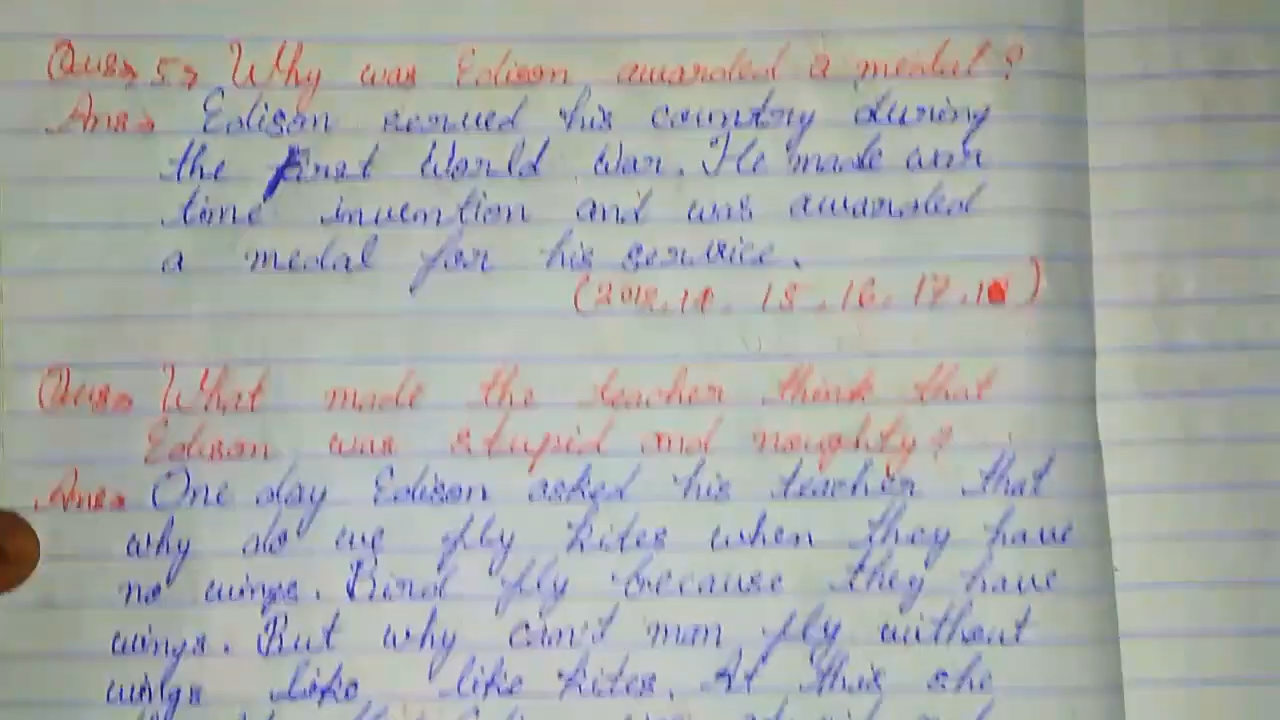 Ques, 5, Why was Edison awarded a medal?
Ans, Edison served his country during
the First World War. He made war
time invention and was awarded
a medal for his service.
15, 16, 17,
Ques, What made the teacher think that
Edison was stupid and noughty?
Ans, One day Edison asked his teacher that
why do we fly kites when they have
no wings. Bird fly because they have
wings. But why can't man fly without
wings like like kites. At this she